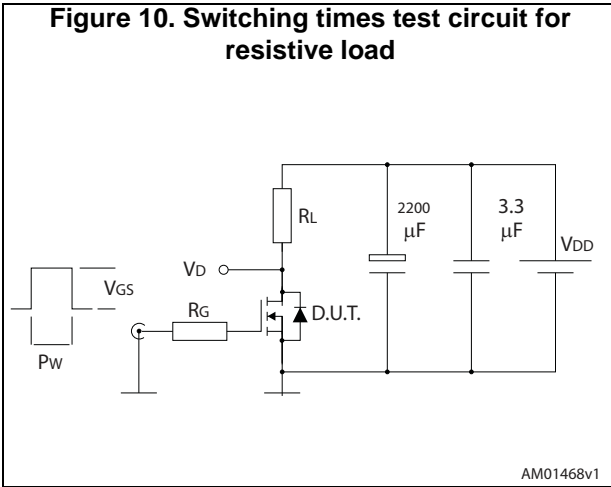 Figure 10. Switching times test circuit for
resistive load
RL
2200
μF
3.3
μF
VDD
VD
VGS
RG
D.U.T.
PW
AM01468v1